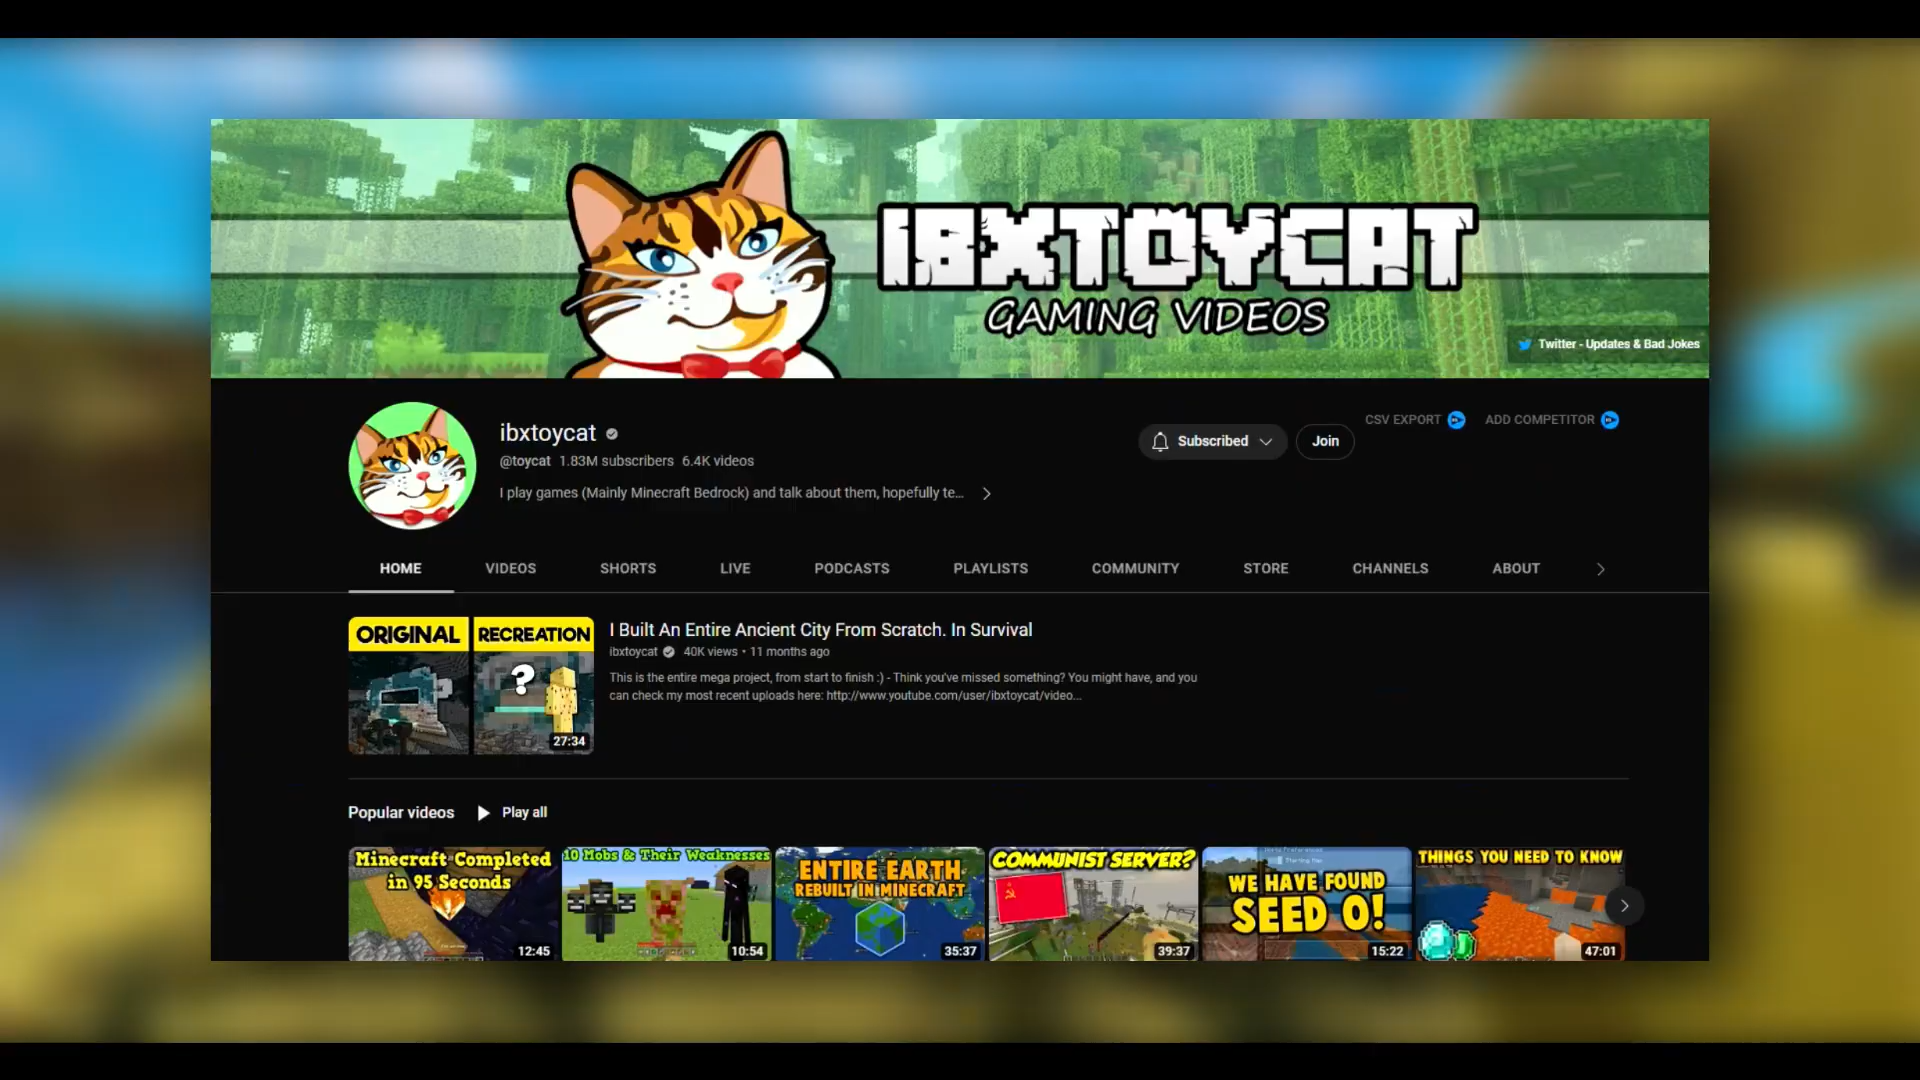 IBXTOYCAT
GAMING VIDEOS
Twitter - Updates & Bad Jokes
ibxtoycat
@toycat 1.83M subscribers 6.4K videos
I play games (Mainly Minecraft Bedrock) and talk about them, hopefully te...
Subscribed
Join
CSV EXPORT
ADD COMPETITOR
HOME VIDEOS SHORTS LIVE PODCASTS PLAYLISTS COMMUNITY STORE CHANNELS ABOUT
ORIGINAL RECREATION
?
27:34
I Built An Entire Ancient City From Scratch. In Survival
ibxtoycat 40K views • 11 months ago
This is the entire mega project, from start to finish :) - Think you've missed something? You might have, and you
can check my most recent uploads here: http://www.youtube.com/user/ibxtoycat/video...
Popular videos Play all
Minecraft Completed
in 95 Seconds
12:45
10 Mobs & Their Weaknesses
10:54
ENTIRE EARTH
REBUILT IN MINECRAFT
35:37
COMMUNIST SERVER?
39:37
WE HAVE FOUND
SEED 0!
15:22
THINGS YOU NEED TO KNOW
47:01